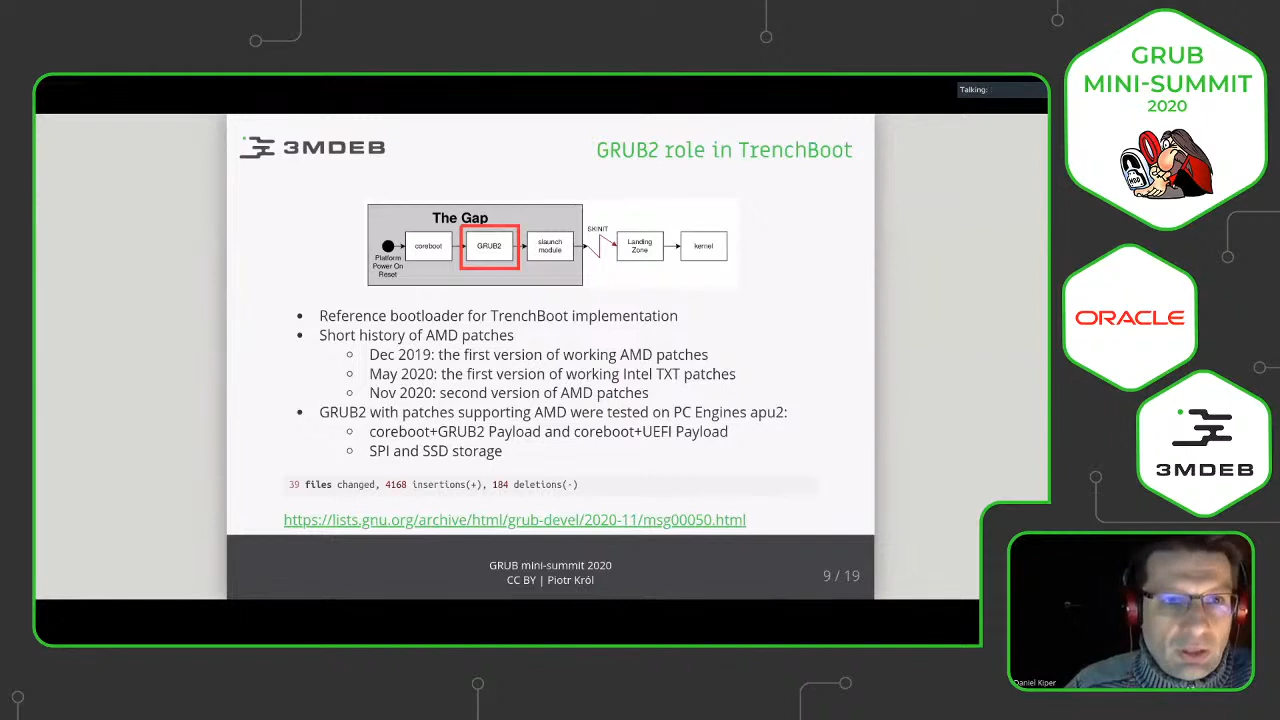 Talking:
GRUB
MINI-SUMMIT
2020
3MDEB
GRUB2 role in TrenchBoot
The Gap
Platform
Power On
Reset
coreboot
GRUB2
slaunch
module
SKINIT
Landing
Zone
kernel
• Reference bootloader for TrenchBoot implementation
• Short history of AMD patches
○ Dec 2019: the first version of working AMD patches
○ May 2020: the first version of working Intel TXT patches
○ Nov 2020: second version of AMD patches
• GRUB2 with patches supporting AMD were tested on PC Engines apu2:
○ coreboot+GRUB2 Payload and coreboot+UEFI Payload
○ SPI and SSD storage
39 files changed, 4168 insertions(+), 184 deletions(-)
https://lists.gnu.org/archive/html/grub-devel/2020-11/msg00050.html
GRUB mini-summit 2020
CC BY | Piotr Król
9 / 19
ORACLE
3MDEB
Daniel Kiper